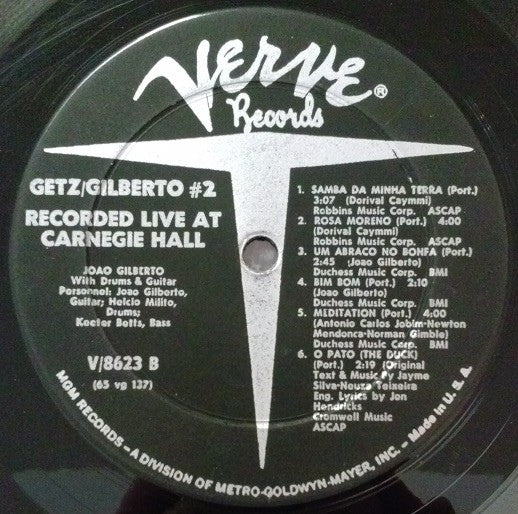 Verve®
Records
GETZ/GILBERTO #2
RECORDED LIVE AT
CARNEGIE HALL
JOAO GILBERTO
With Drums & Guitar
Personnel: Joao Gilberto,
Guitar; Helcio Milito,
Drums;
Keeter Betts, Bass
V/8623 B
(65 vg 137)
1. SAMBA DA MINHA TERRA (Port.)
3:07 (Dorival Caymmi)
Robbins Music Corp. ASCAP
2. ROSA MORENO (Port.) 4:00
(Dorival Caymmi)
Robbins Music Corp. ASCAP
3. UM ABRACO NO BONFA (Port.)
2:45 (Joao Gilberto)
Duchess Music Corp. BMI
4. BIM BOM (Port.) 2:10
(Joao Gilberto)
Duchess Music Corp. BMI
5. MEDITATION (Port.) 4:00
(Antonio Carlos Jobim-Newton
Mendonca-Norman Gimble)
Duchess Music Corp. BMI
6. O PATO (THE DUCK)
(Port.) 2:19 (Original
Text & Music By Jayme
Silva-Neuza Teixeira
Eng. Lyrics by Jon
Hendricks
Cromwell Music
ASCAP
MGM RECORDS—A DIVISION OF METRO-GOLDWYN-MAYER, INC.—Made in U.S.A.